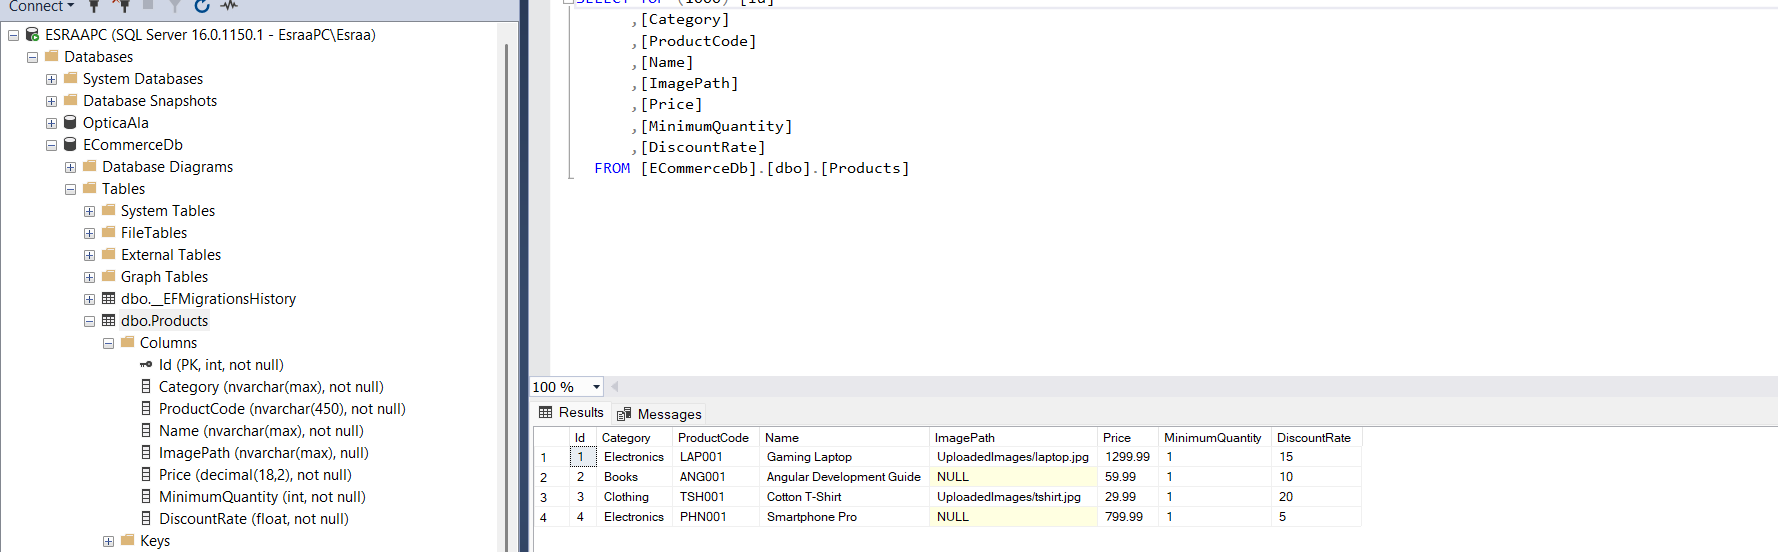 Connect
ESRAAPC (SQL Server 16.0.1150.1 - EsraaPC\Esraa)
Databases
System Databases
Database Snapshots
OpticaAla
ECommerceDb
Database Diagrams
Tables
System Tables
FileTables
External Tables
Graph Tables
dbo.__EFMigrationsHistory
dbo.Products
Columns
Id (PK, int, not null)
Category (nvarchar(max), not null)
ProductCode (nvarchar(450), not null)
Name (nvarchar(max), not null)
ImagePath (nvarchar(max), null)
Price (decimal(18,2), not null)
MinimumQuantity (int, not null)
DiscountRate (float, not null)
Keys
SELECT TOP (1000) [Id]
,[Category]
,[ProductCode]
,[Name]
,[ImagePath]
,[Price]
,[MinimumQuantity]
,[DiscountRate]
FROM [ECommerceDb].[dbo].[Products]
100 %
Results Messages
Id Category ProductCode Name ImagePath Price MinimumQuantity DiscountRate
1 1 Electronics LAP001 Gaming Laptop UploadedImages/laptop.jpg 1299.99 1 15
2 2 Books ANG001 Angular Development Guide NULL 59.99 1 10
3 3 Clothing TSH001 Cotton T-Shirt UploadedImages/tshirt.jpg 29.99 1 20
4 4 Electronics PHN001 Smartphone Pro NULL 799.99 1 5